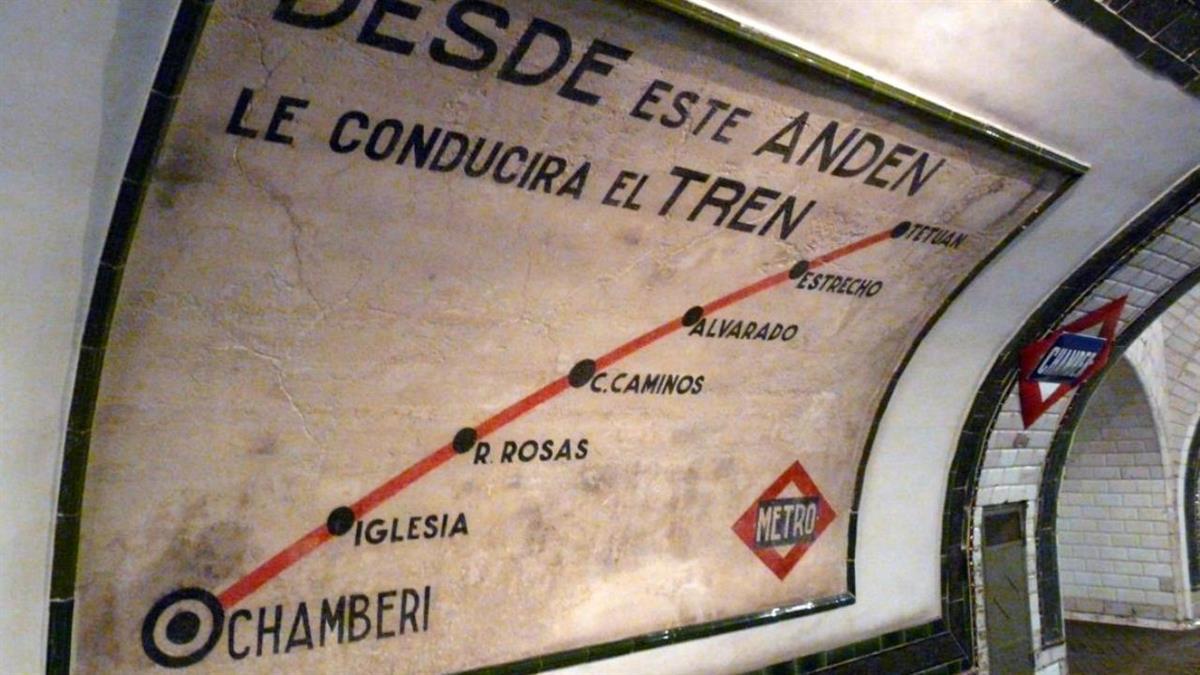 DESDE ESTE ANDEN
LE CONDUCIRA EL TREN
TETUAN
ESTRECHO
ALVARADO
C. CAMINOS
R. ROSAS
IGLESIA
CHAMBERI
METRO